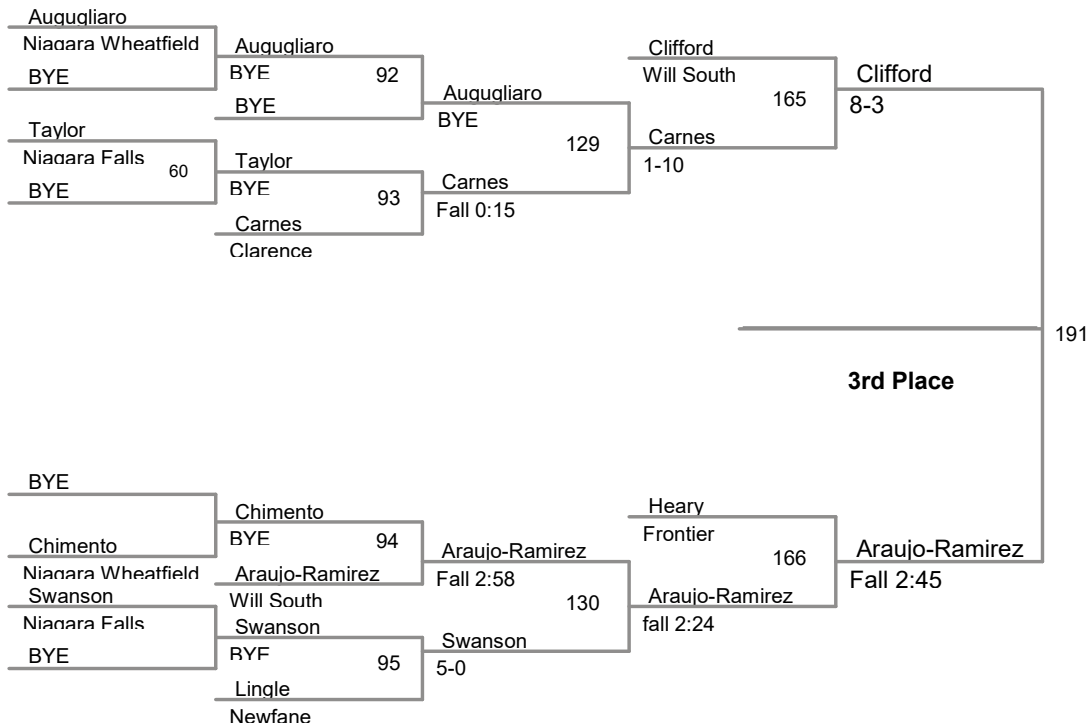 Augugliaro
Niagara Wheatfield
BYE
Taylor
Niagara Falls
60
BYE
Augugliaro
BYE
92
BYE
Taylor
BYE
93
Carnes
Clarence
Augugliaro
BYE
129
Carnes
Fall 0:15
Clifford
Will South
165
Carnes
1-10
Clifford
8-3
191
3rd Place
BYE
Chimento
Niagara Wheatfield
Swanson
Niagara Falls
BYE
Chimento
BYE
94
Araujo-Ramirez
Will South
Swanson
BYE
95
Lingle
Newfane
Araujo-Ramirez
Fall 2:58
130
Swanson
5-0
Heary
Frontier
166
Araujo-Ramirez
fall 2:24
Araujo-Ramirez
Fall 2:45